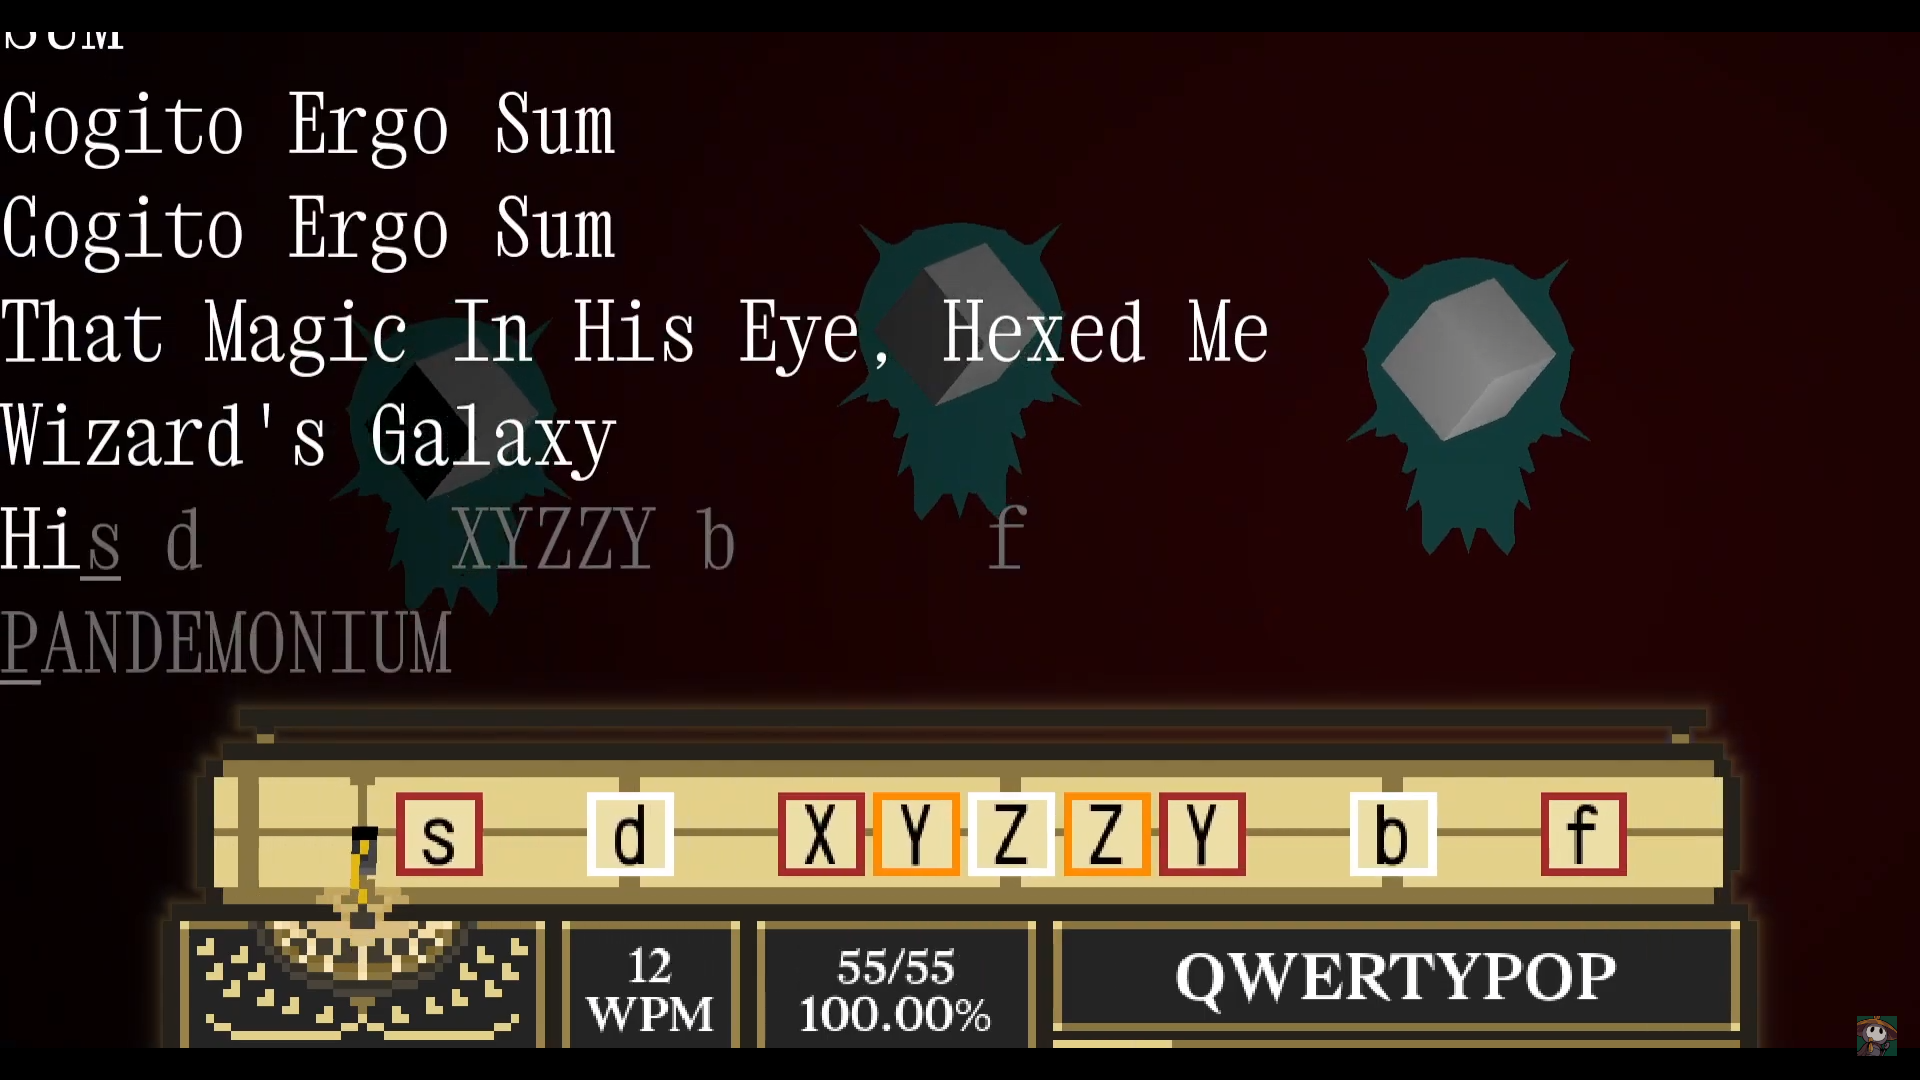 SUM
Cogito Ergo Sum
Cogito Ergo Sum
That Magic In His Eye, Hexed Me
Wizard's Galaxy
His d XYZZY b f
PANDEMONIUM
s d X Y Z Z Y b f
12
WPM
55/55
100.00%
QWERTYPOP